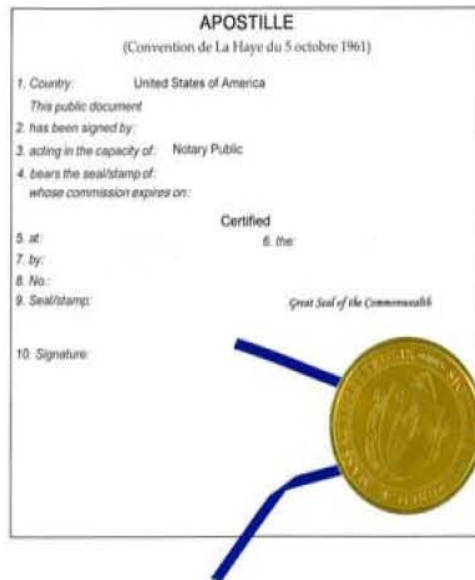 APOSTILLE
(Convention de La Haye du 5 octobre 1961)
1. Country: United States of America
This public document
2. has been signed by:
3. acting in the capacity of: Notary Public
4. bears the seal/stamp of:
whose commission expires on:
Certified
5. at: 6. the:
7. by:
8. No.:
9. Seal/stamp: Great Seal of the Commonwealth
10. Signature: